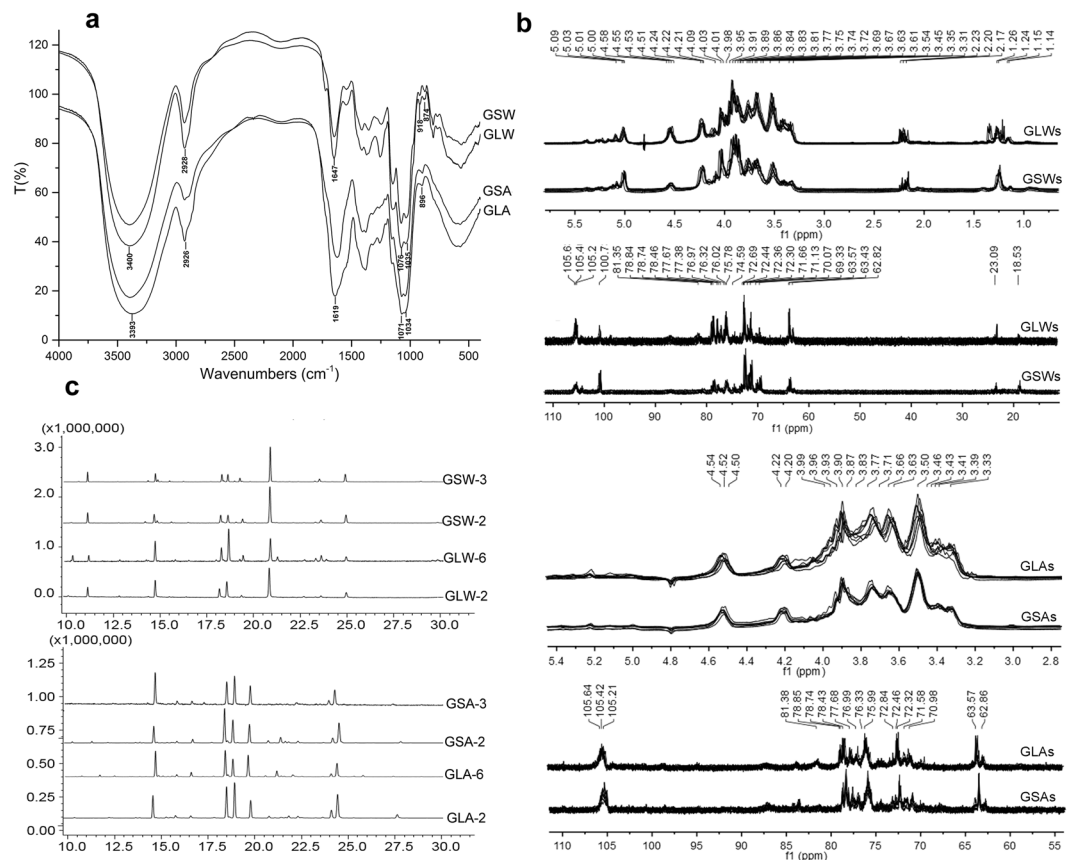 a
120
100
80
60
40
20
0
T(%)
GSW
GLW
GSA
GLA
918
874
2928
1647
896
3400
2926
1076
1035
1619
3393
1071
1034
4000 3500 3000 2500 2000 1500 1000 500
Wavenumbers (cm-1)
b
5.09 5.03 5.01 5.00 4.58 4.55 4.53 4.51 4.24 4.22 4.21 4.09 4.03 4.01 3.98 3.95 3.91 3.89 3.86 3.84 3.83 3.81 3.77 3.75 3.74 3.72 3.69 3.67 3.63 3.61 3.54 3.45 3.35 3.31 2.23 2.20 2.17 1.26 1.24 1.15 1.14
GLWs
GSWs
5.5 5.0 4.5 4.0 3.5 3.0 2.5 2.0 1.5 1.0
f1 (ppm)
105.6 105.4 105.2 100.7 81.35 78.84 78.74 78.46 77.67 77.38 76.97 76.32 76.02 75.78 74.59 72.69 72.44 72.36 72.30 71.66 71.13 70.07 69.33 63.57 63.43 62.82 23.09 18.53
GLWs
GSWs
110 100 90 80 70 60 50 40 30 20
f1 (ppm)
4.54 4.52 4.50 4.22 4.20 3.99 3.96 3.93 3.90 3.87 3.83 3.77 3.71 3.66 3.63 3.50 3.46 3.43 3.41 3.39 3.33
GLAs
GSAs
5.4 5.2 5.0 4.8 4.6 4.4 4.2 4.0 3.8 3.6 3.4 3.2 3.0 2.8
f1 (ppm)
105.64 105.42 105.21 81.38 78.85 78.74 78.43 77.68 76.99 76.33 75.99 72.84 72.46 72.32 71.58 70.98 63.57 62.86
GLAs
GSAs
110 105 100 95 90 85 80 75 70 65 60 55
f1 (ppm)
c
(x1,000,000)
3.0
2.0
1.0
0.0
GSW-3
GSW-2
GLW-6
GLW-2
10.0 12.5 15.0 17.5 20.0 22.5 25.0 27.5 30.0
(x1,000,000)
1.25
1.00
0.75
0.50
0.25
0.00
GSA-3
GSA-2
GLA-6
GLA-2
10.0 12.5 15.0 17.5 20.0 22.5 25.0 27.5 30.0